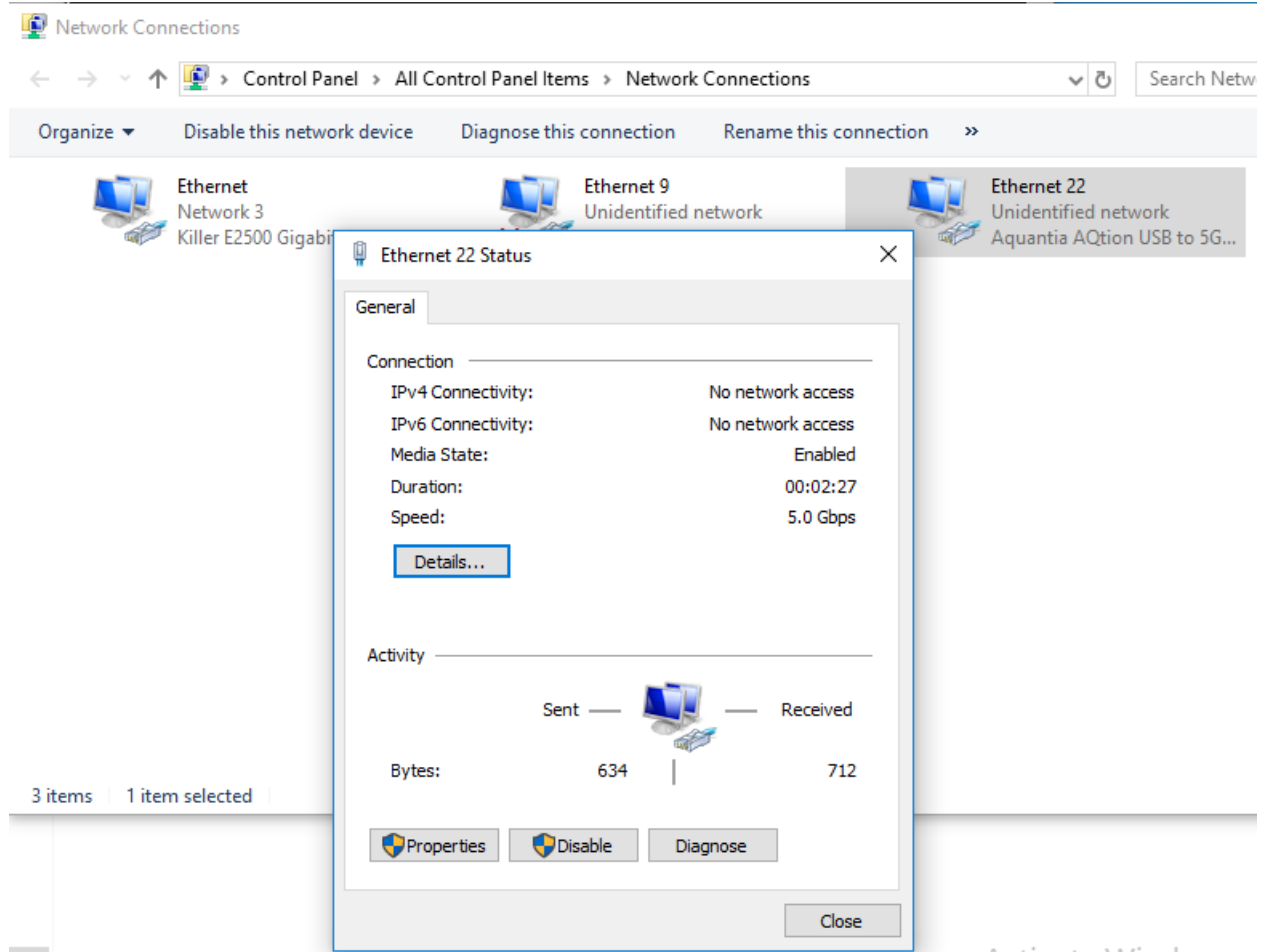 Network Connections
Control Panel > All Control Panel Items > Network Connections
Search Netw
Organize Disable this network device Diagnose this connection Rename this connection »
Ethernet
Network 3
Killer E2500 Gigabi
Ethernet 9
Unidentified network
Ethernet 22
Unidentified network
Aquantia AQtion USB to 5G...
Ethernet 22 Status
General
Connection
IPv4 Connectivity: No network access
IPv6 Connectivity: No network access
Media State: Enabled
Duration: 00:02:27
Speed: 5.0 Gbps
Details...
Activity
Sent Received
Bytes: 634 712
3 items 1 item selected
Properties Disable Diagnose
Close